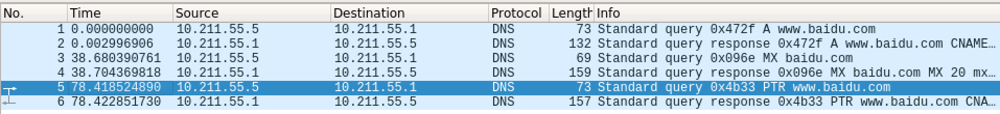 No. Time Source Destination Protocol Length Info
1 0.000000000 10.211.55.5 10.211.55.1 DNS 73 Standard query 0x472f A www.baidu.com
2 0.002996906 10.211.55.1 10.211.55.5 DNS 132 Standard query response 0x472f A www.baidu.com CNAME…
3 38.680390761 10.211.55.5 10.211.55.1 DNS 69 Standard query 0x096e MX baidu.com
4 38.704369818 10.211.55.1 10.211.55.5 DNS 159 Standard query response 0x096e MX baidu.com MX 20 mx…
5 78.418524890 10.211.55.5 10.211.55.1 DNS 73 Standard query 0x4b33 PTR www.baidu.com
6 78.422851730 10.211.55.1 10.211.55.5 DNS 157 Standard query response 0x4b33 PTR www.baidu.com CNA…